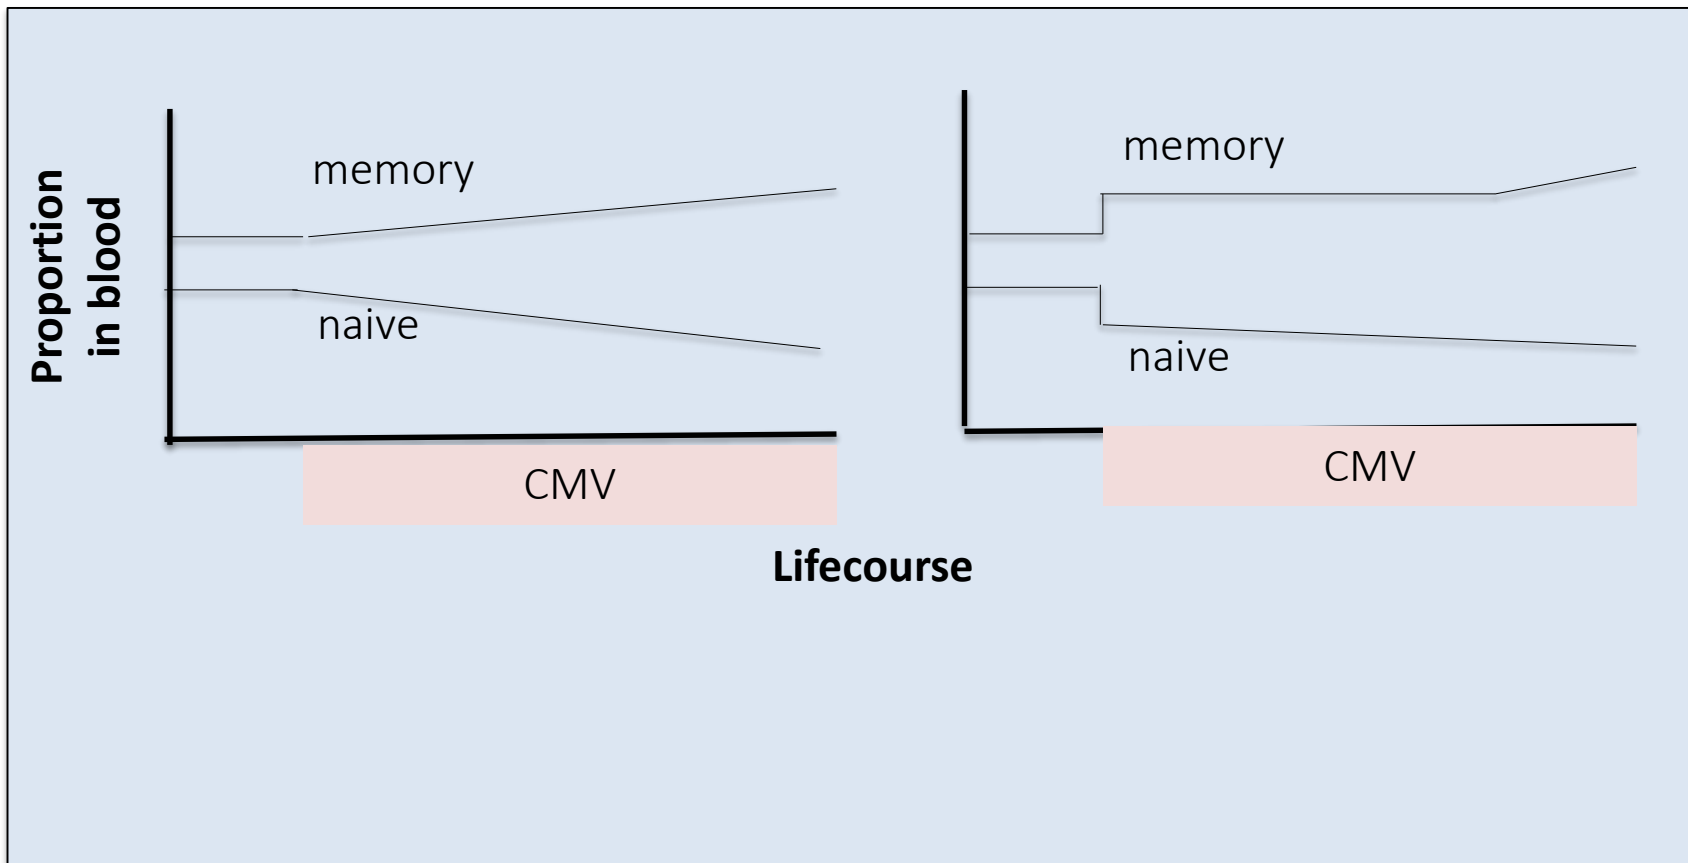 Proportion
in blood
memory
naive
CMV
memory
naive
CMV
Lifecourse